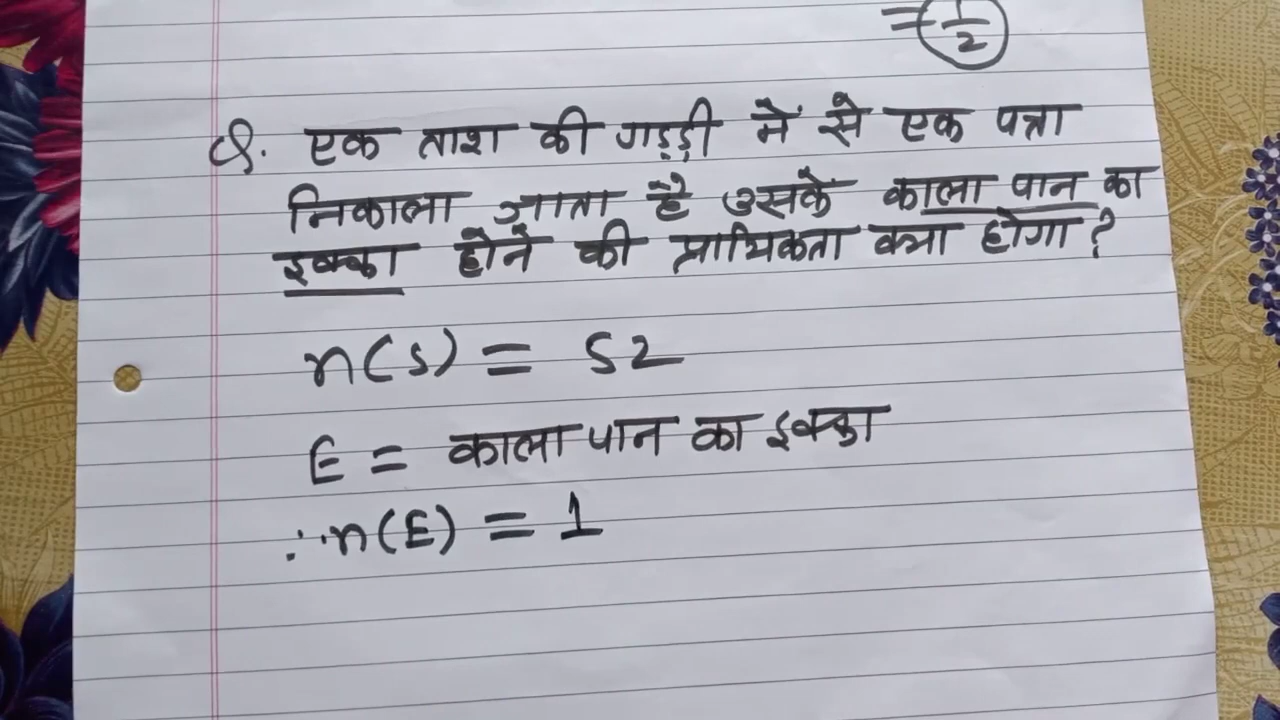 = 1/2
Q. एक ताश की गड्ड़ी में से एक पत्ता
निकाला जाता है उसके काला पान का
इक्का होने की प्रायिकता क्या होगा?
n(s) = 52
E = काला पान का इक्का
∴ n(E) = 1